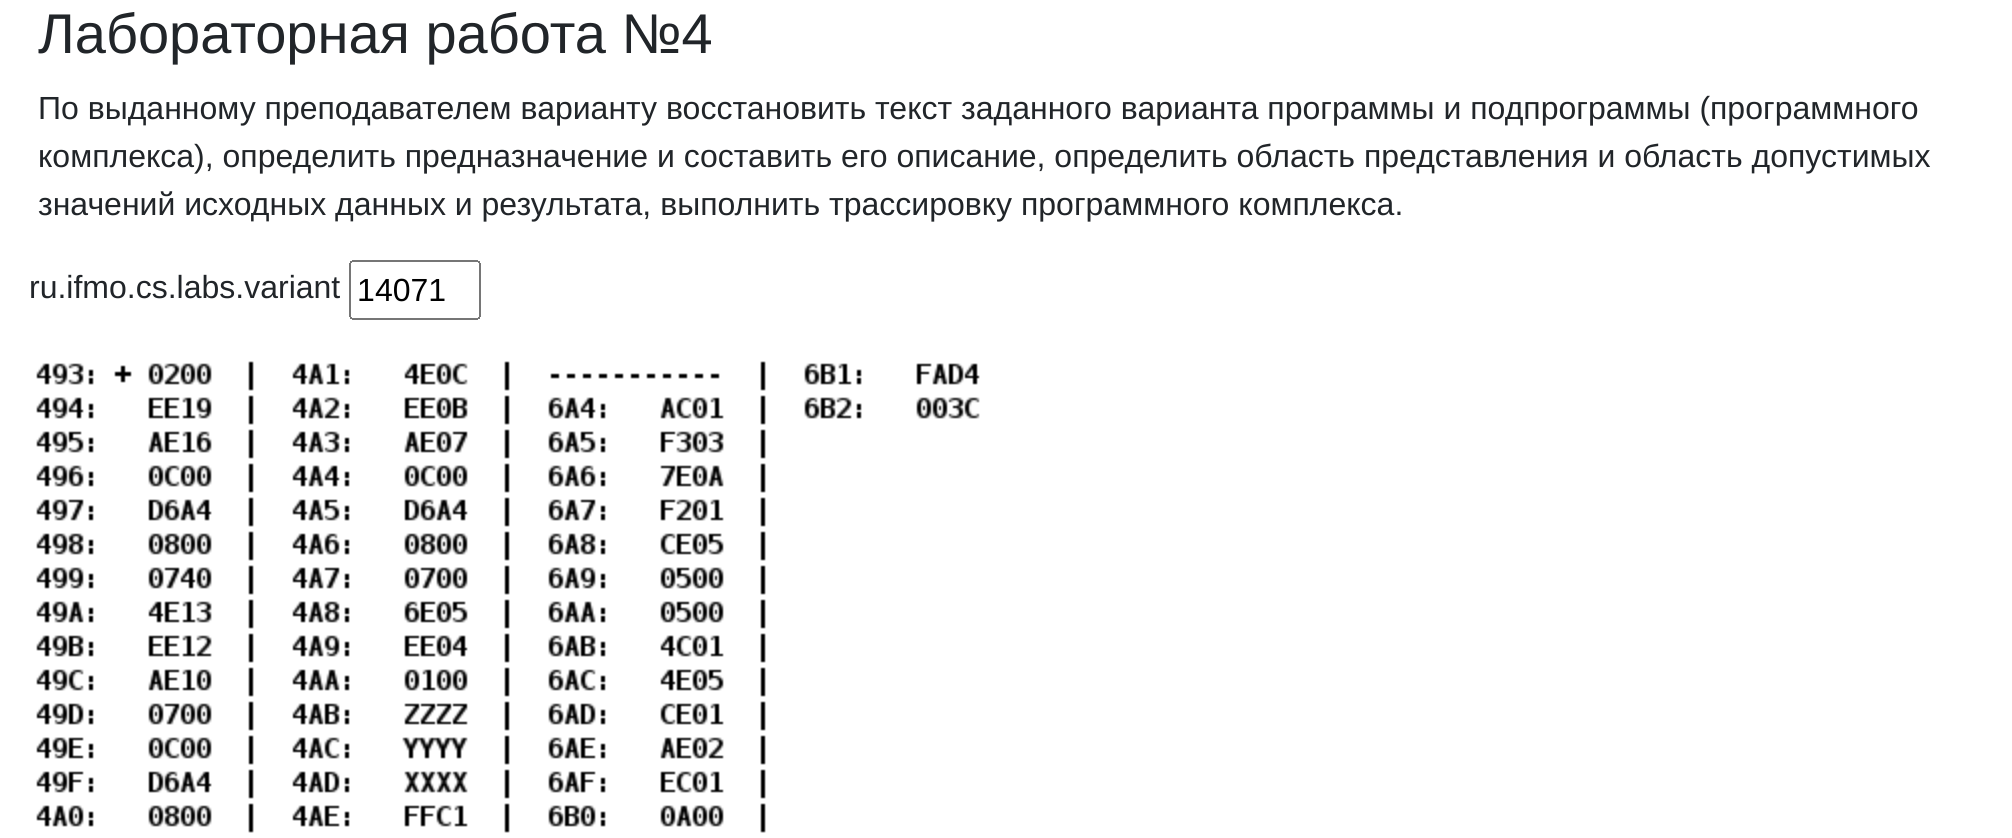 Лабораторная работа №4
По выданному преподавателем варианту восстановить текст заданного варианта программы и подпрограммы (программного
комплекса), определить предназначение и составить его описание, определить область представления и область допустимых
значений исходных данных и результата, выполнить трассировку программного комплекса.
ru.ifmo.cs.labs.variant 14071
493: + 0200 | 4A1: 4E0C | ----------- | 6B1: FAD4
494: EE19 | 4A2: EE0B | 6A4: AC01 | 6B2: 003C
495: AE16 | 4A3: AE07 | 6A5: F303 |
496: 0C00 | 4A4: 0C00 | 6A6: 7E0A |
497: D6A4 | 4A5: D6A4 | 6A7: F201 |
498: 0800 | 4A6: 0800 | 6A8: CE05 |
499: 0740 | 4A7: 0700 | 6A9: 0500 |
49A: 4E13 | 4A8: 6E05 | 6AA: 0500 |
49B: EE12 | 4A9: EE04 | 6AB: 4C01 |
49C: AE10 | 4AA: 0100 | 6AC: 4E05 |
49D: 0700 | 4AB: ZZZZ | 6AD: CE01 |
49E: 0C00 | 4AC: YYYY | 6AE: AE02 |
49F: D6A4 | 4AD: XXXX | 6AF: EC01 |
4A0: 0800 | 4AE: FFC1 | 6B0: 0A00 |